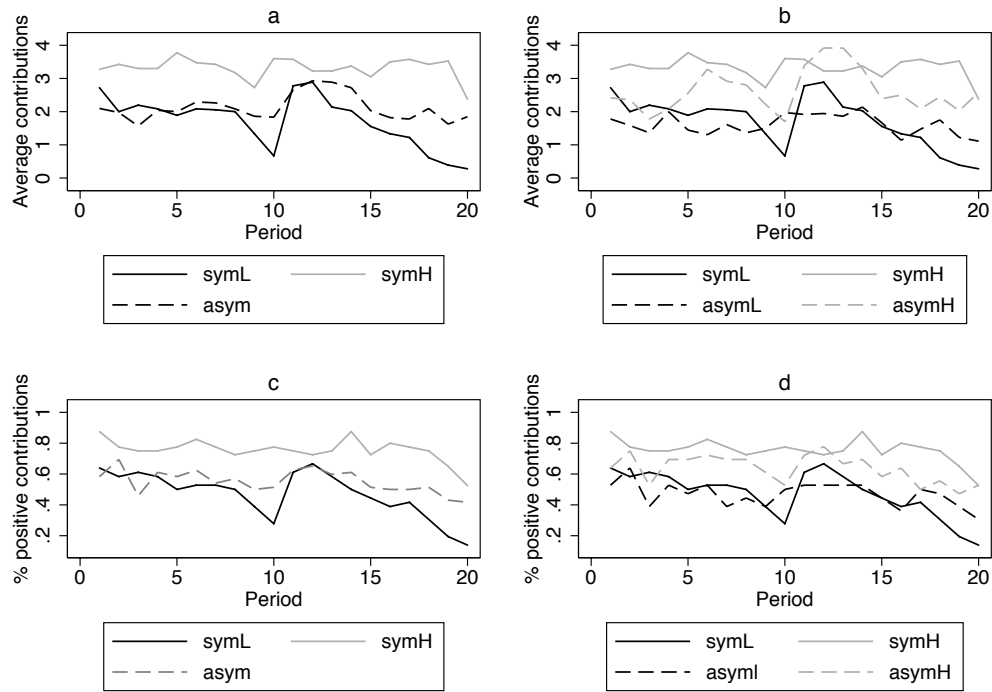 a
Average contributions
0 1 2 3 4
0 5 10 15 20
Period
symL symH
asym
b
Average contributions
0 1 2 3 4
0 5 10 15 20
Period
symL symH
asymL asymH
c
% positive contributions
.2 .4 .6 .8 1
0 5 10 15 20
Period
symL symH
asym
d
% positive contributions
.2 .4 .6 .8 1
0 5 10 15 20
Period
symL symH
asyml asymH